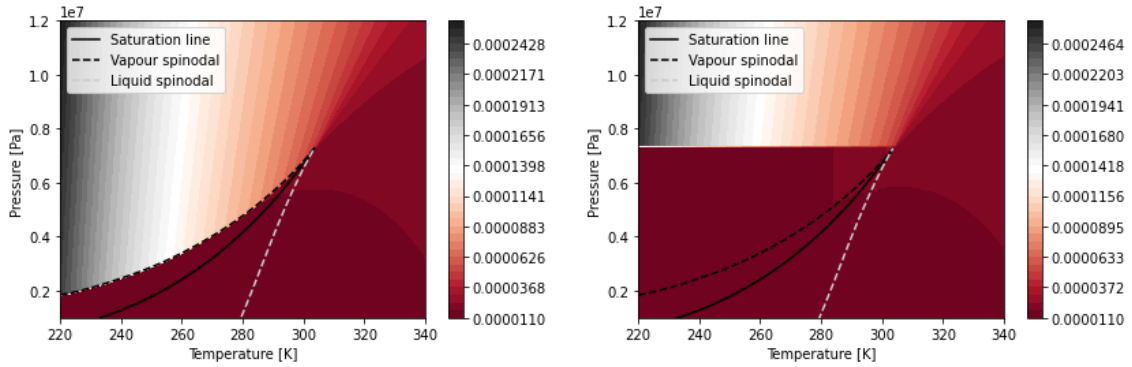 1e7
1.2
1.0
0.8
0.6
0.4
0.2
Pressure [Pa]
Saturation line
Vapour spinodal
Liquid spinodal
220 240 260 280 300 320 340
Temperature [K]
0.0002428
0.0002171
0.0001913
0.0001656
0.0001398
0.0001141
0.0000883
0.0000626
0.0000368
0.0000110
1e7
1.2
1.0
0.8
0.6
0.4
0.2
Pressure [Pa]
Saturation line
Vapour spinodal
Liquid spinodal
220 240 260 280 300 320 340
Temperature [K]
0.0002464
0.0002203
0.0001941
0.0001680
0.0001418
0.0001156
0.0000895
0.0000633
0.0000372
0.0000110